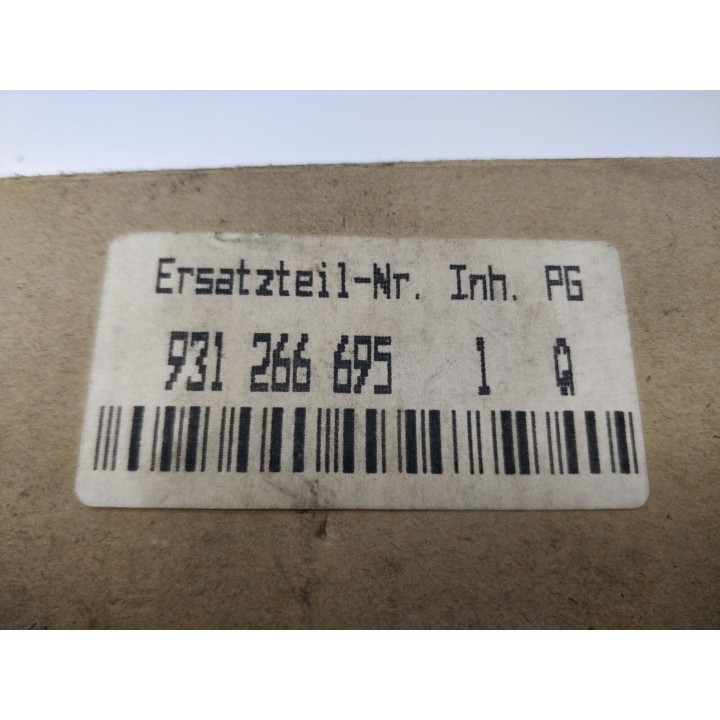 Ersatzteil-Nr. Inh. PG
931 266 695 1 Q